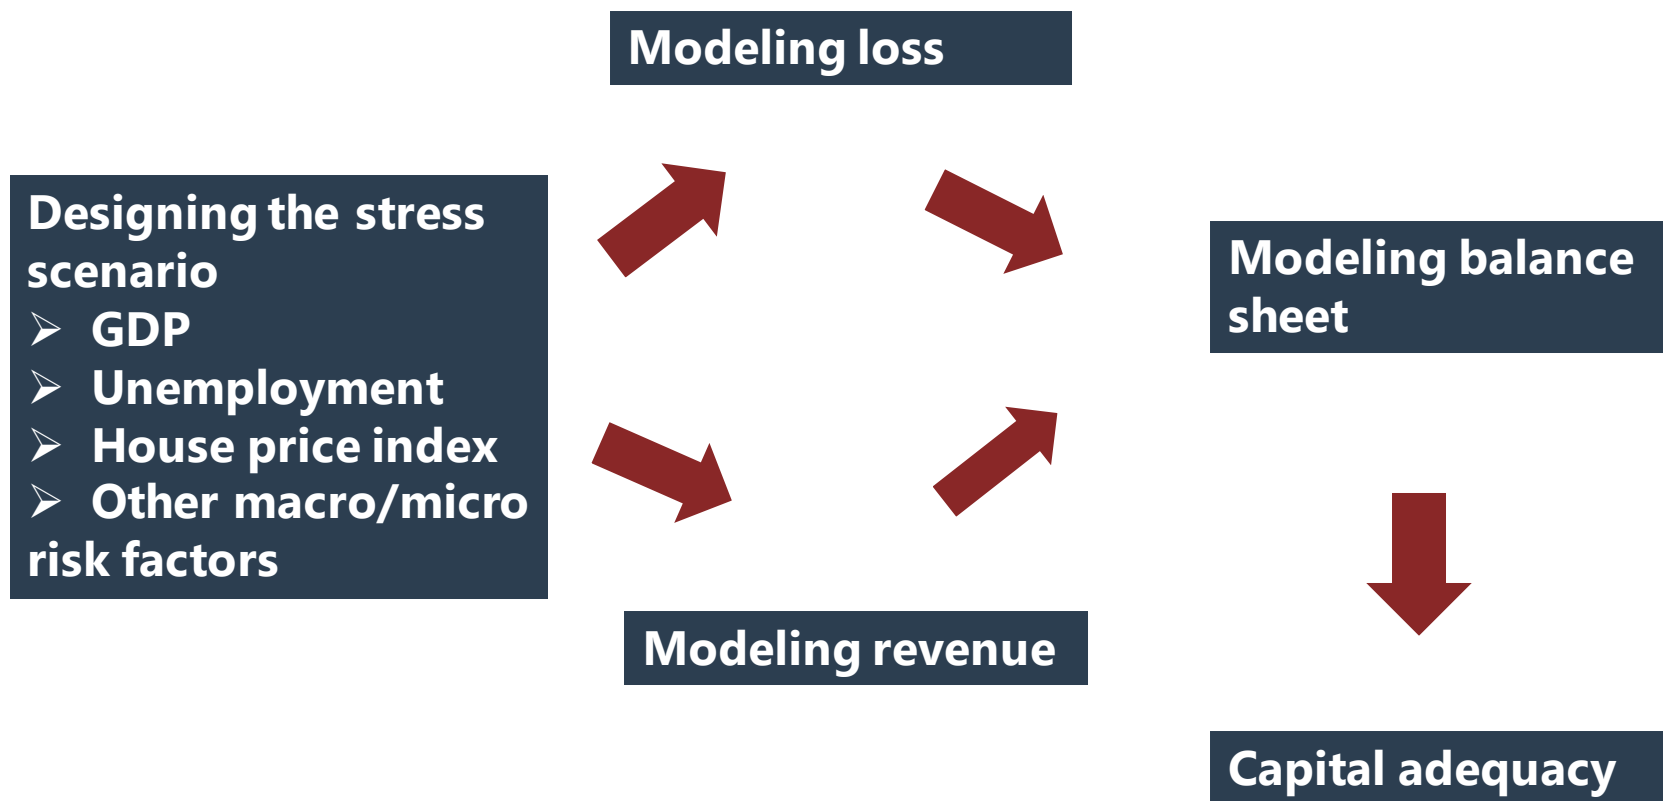 Modeling loss
Designing the stress
scenario
➢ GDP
➢ Unemployment
➢ House price index
➢ Other macro/micro
risk factors
Modeling balance
sheet
Modeling revenue
Capital adequacy